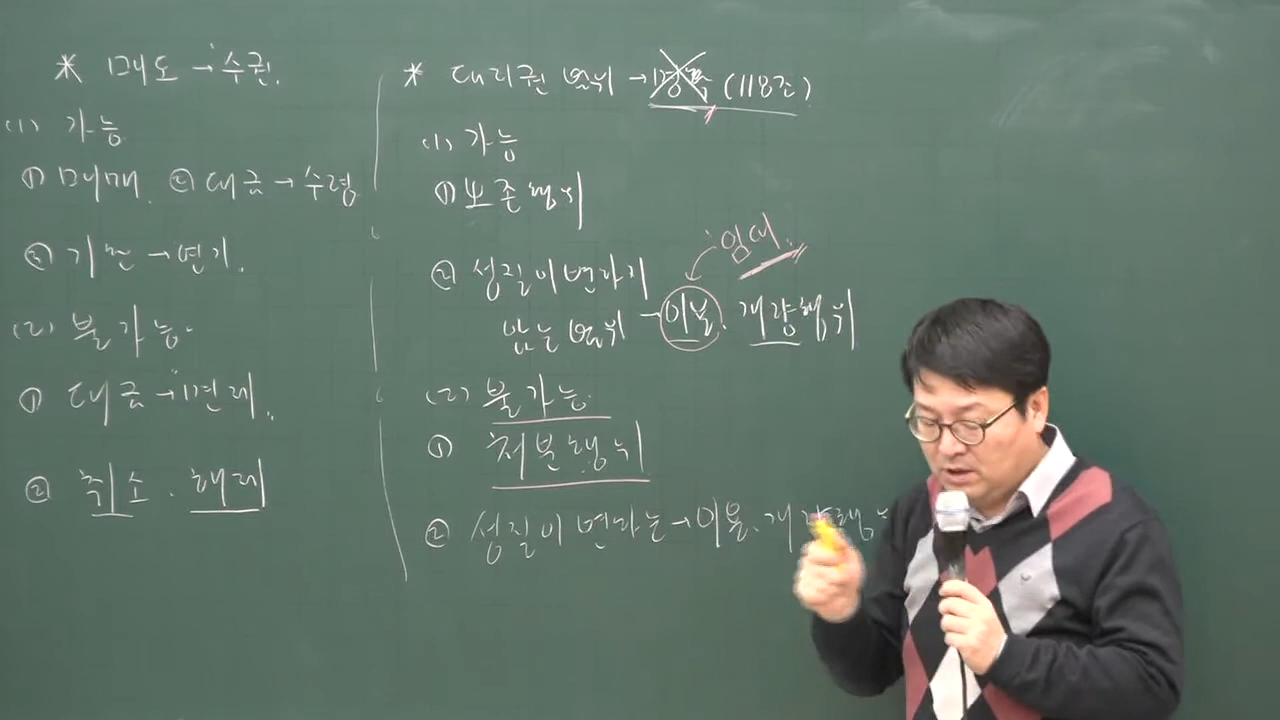 * 매도 → 수권.
(1) 가능
① 매매. ② 대금 → 수령
③ 기한 → 연기.
(2) 불가능.
① 대금 → 면제.
② 취소. 해제
* 대리권 범위 → 명확 (118조)
(1) 가능
① 보존행위
② 성질이 변하지
않는 범위 → 이용. 개량행위
임대.
(2) 불가능.
① 처분행위
② 성질이 변하는 → 이용. 개량행